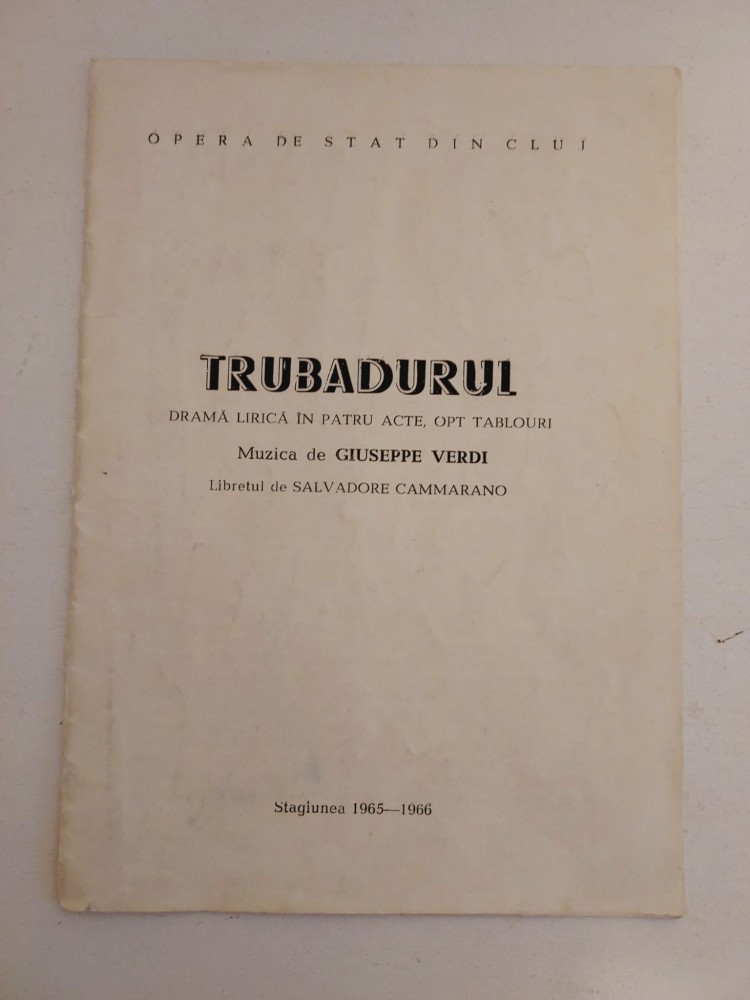 OPERA DE STAT DIN CLUJ
TRUBADURUL
DRAMĂ LIRICĂ ÎN PATRU ACTE, OPT TABLOURI
Muzica de GIUSEPPE VERDI
Libretul de SALVADORE CAMMARANO
Stagiunea 1965—1966